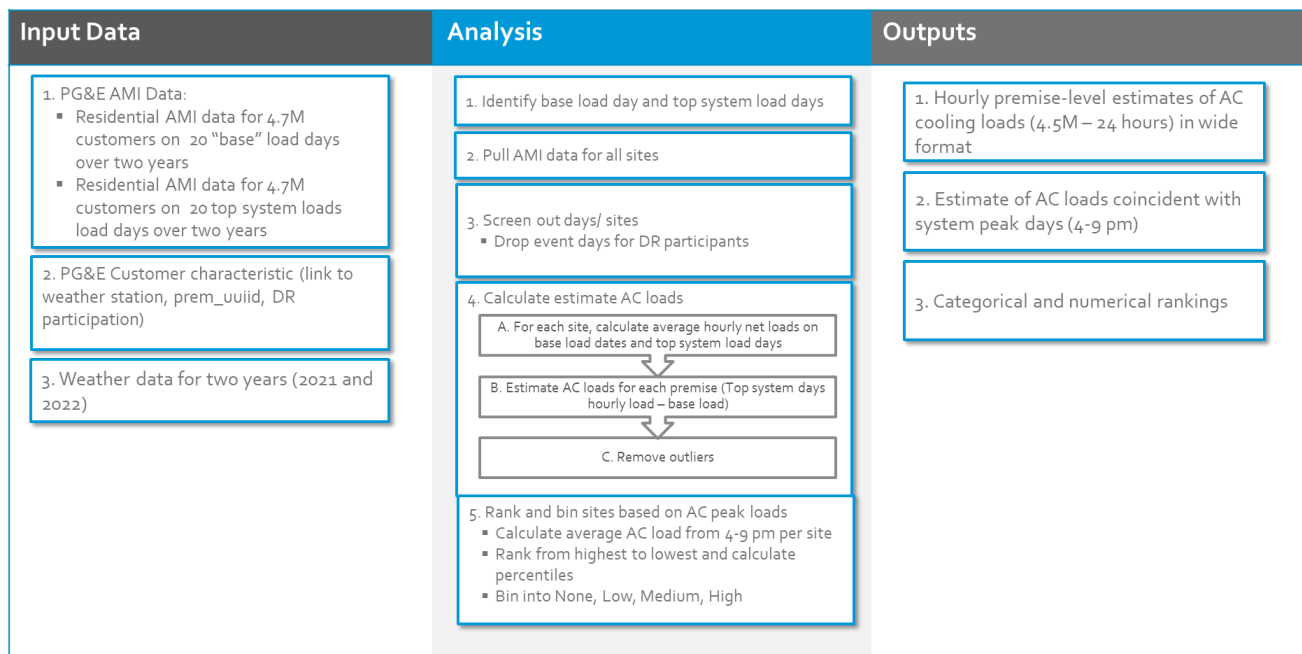 Input Data
1. PG&E AMI Data:
▪ Residential AMI data for 4.7M
customers on 20 “base” load days
over two years
▪ Residential AMI data for 4.7M
customers on 20 top system loads
load days over two years
2. PG&E Customer characteristic (link to
weather station, prem_uuiid, DR
participation)
3. Weather data for two years (2021 and
2022)
Analysis
1. Identify base load day and top system load days
2. Pull AMI data for all sites
3. Screen out days/ sites
▪ Drop event days for DR participants
4. Calculate estimate AC loads
A. For each site, calculate average hourly net loads on
base load dates and top system load days
B. Estimate AC loads for each premise (Top system days
hourly load – base load)
C. Remove outliers
5. Rank and bin sites based on AC peak loads
▪ Calculate average AC load from 4-9 pm per site
▪ Rank from highest to lowest and calculate
percentiles
▪ Bin into None, Low, Medium, High
Outputs
1. Hourly premise-level estimates of AC
cooling loads (4.5M – 24 hours) in wide
format
2. Estimate of AC loads coincident with
system peak days (4-9 pm)
3. Categorical and numerical rankings